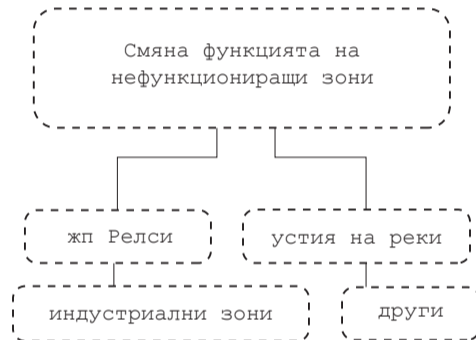 Смяна функцията на
нефункциониращи зони
жп Релси
устия на реки
индустриални зони
други